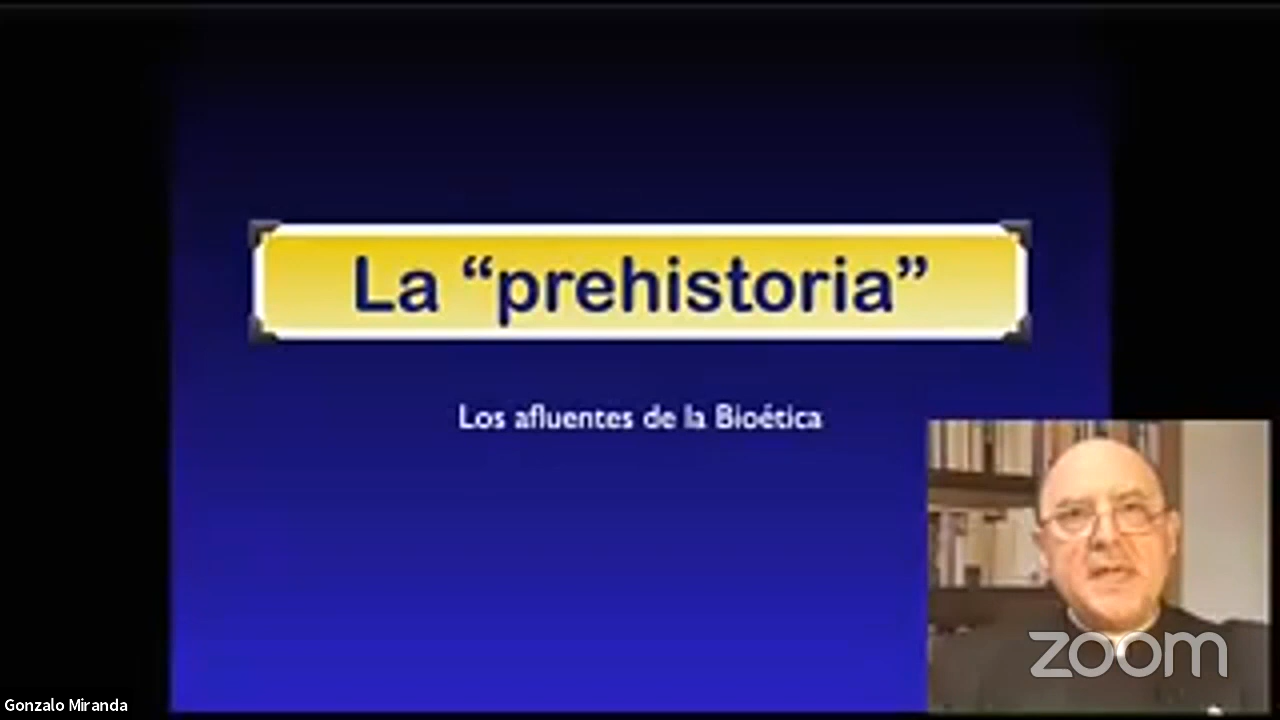 La “prehistoria”
Los afluentes de la Bioética
zoom
Gonzalo Miranda